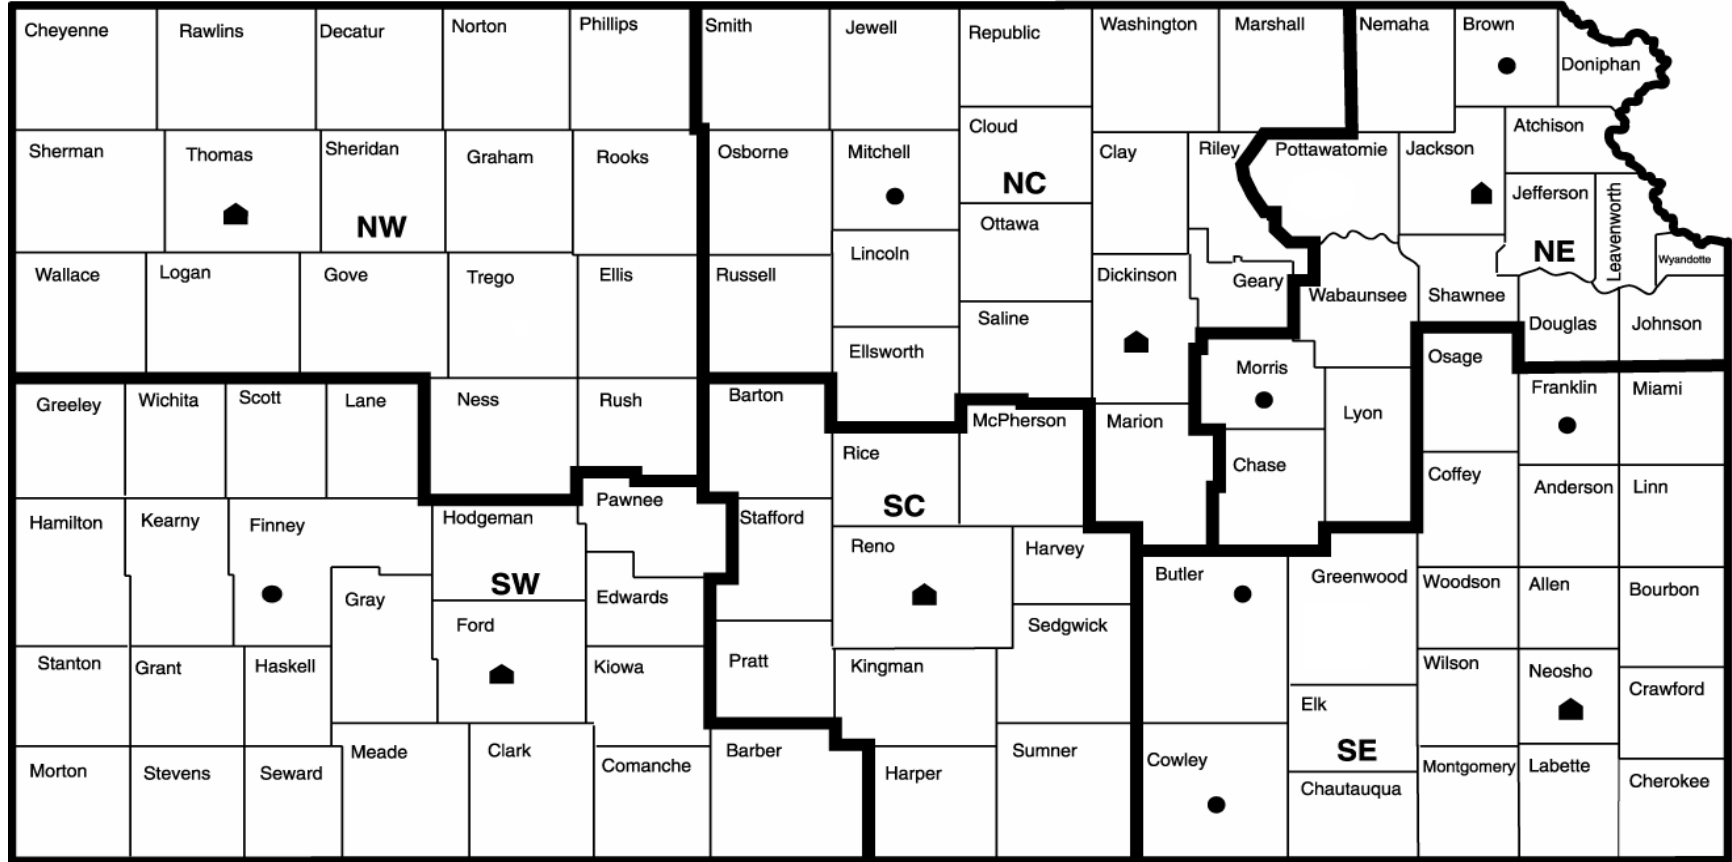 Cheyenne
Rawlins
Decatur
Norton
Phillips
Smith
Jewell
Republic
Washington
Marshall
Nemaha
Brown
Doniphan
Sherman
Thomas
Sheridan
Graham
Rooks
Osborne
Mitchell
Cloud
Clay
Riley
Pottawatomie
Jackson
Atchison
NW
NC
Jefferson
Leavenworth
NE
Wyandotte
Wallace
Logan
Gove
Trego
Ellis
Russell
Lincoln
Ottawa
Dickinson
Geary
Wabaunsee
Shawnee
Douglas
Johnson
Ellsworth
Saline
Greeley
Wichita
Scott
Lane
Ness
Rush
Barton
Rice
McPherson
Marion
Morris
Chase
Lyon
Osage
Franklin
Miami
Coffey
Anderson
Linn
Hamilton
Kearny
Finney
Hodgeman
Pawnee
Stafford
SC
Reno
Harvey
Butler
Greenwood
Woodson
Allen
Bourbon
Gray
SW
Ford
Edwards
Sedgwick
Stanton
Grant
Haskell
Kiowa
Pratt
Kingman
Elk
Wilson
Neosho
Crawford
Morton
Stevens
Seward
Meade
Clark
Comanche
Barber
Harper
Sumner
Cowley
SE
Chautauqua
Montgomery
Labette
Cherokee